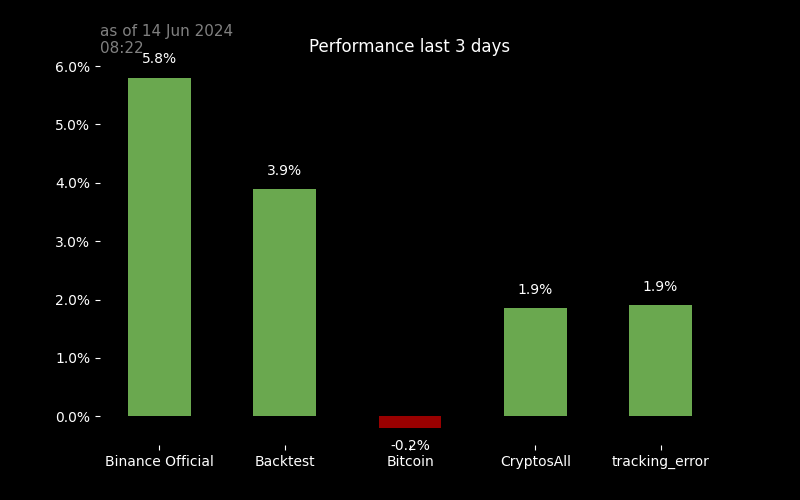 as of 14 Jun 2024
08:22
Performance last 3 days
6.0%
5.0%
4.0%
3.0%
2.0%
1.0%
0.0%
5.8%
3.9%
-0.2%
1.9%
1.9%
Binance Official
Backtest
Bitcoin
CryptosAll
tracking_error